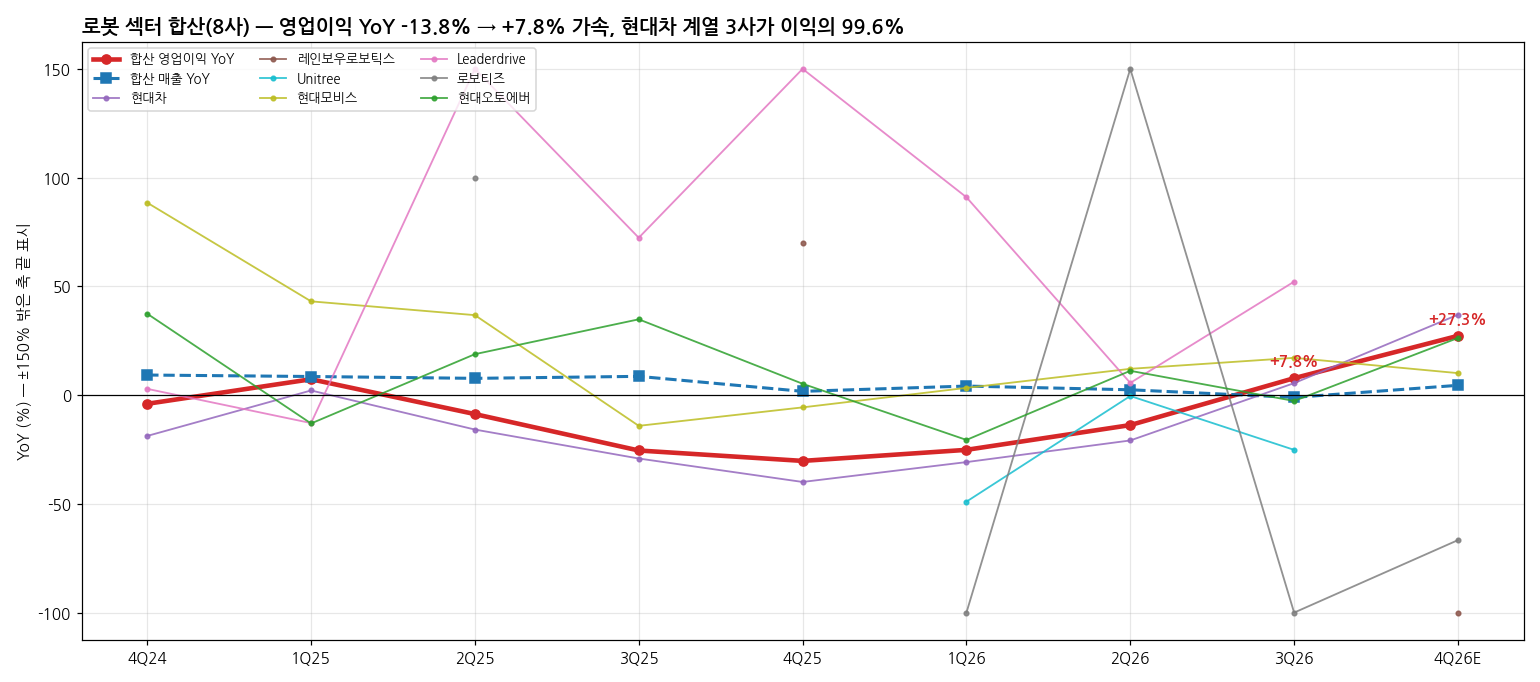 로봇 섹터 합산(8사) — 영업이익 YoY -13.8% → +7.8% 가속, 현대차 계열 3사가 이익의 99.6%
합산 영업이익 YoY
합산 매출 YoY
현대차
레인보우로보틱스
Unitree
현대모비스
Leaderdrive
로보티즈
현대오토에버
YoY (%) — ±150% 밖은 축 끝 표시
150
100
50
0
-50
-100
+7.8%
+27.3%
4Q24
1Q25
2Q25
3Q25
4Q25
1Q26
2Q26
3Q26
4Q26E